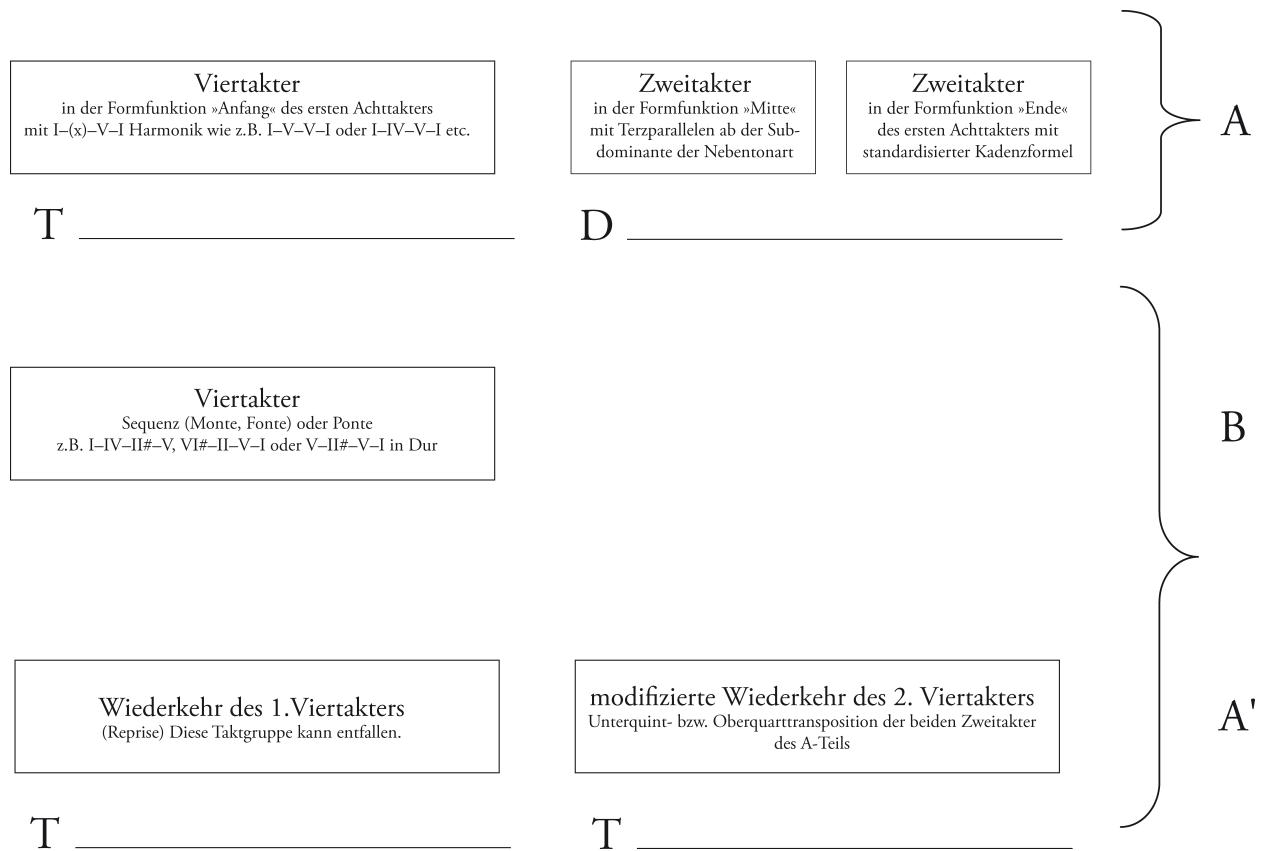 Viertakter
in der Formfunktion »Anfang« des ersten Achttakters
mit I–(x)–V–I Harmonik wie z.B. I–V–V–I oder I–IV–V–I etc.
Zweitakter
in der Formfunktion »Mitte«
mit Terzparallelen ab der Sub-
dominante der Nebentonart
Zweitakter
in der Formfunktion »Ende«
des ersten Achttakters mit
standardisierter Kadenzformel
A
T
D
Viertakter
Sequenz (Monte, Fonte) oder Ponte
z.B. I–IV–II#–V, VI#–II–V–I oder V–II#–V–I in Dur
B
Wiederkehr des 1.Viertakters
(Reprise) Diese Taktgruppe kann entfallen.
modifizierte Wiederkehr des 2. Viertakters
Unterquint- bzw. Oberquarttransposition der beiden Zweitakter
des A-Teils
A'
T
T